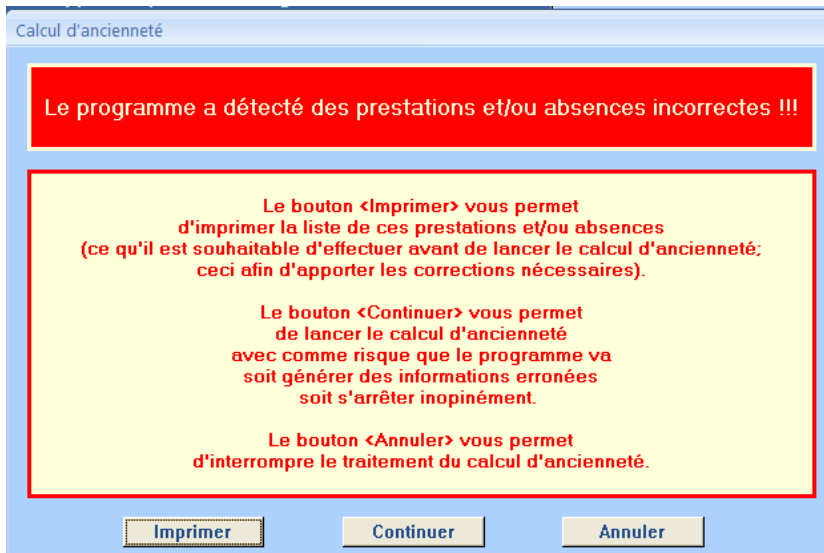 Calcul d'ancienneté
Le programme a détecté des prestations et/ou absences incorrectes !!!
Le bouton <Imprimer> vous permet
d'imprimer la liste de ces prestations et/ou absences
(ce qu'il est souhaitable d'effectuer avant de lancer le calcul d'ancienneté;
ceci afin d'apporter les corrections nécessaires).
Le bouton <Continuer> vous permet
de lancer le calcul d'ancienneté
avec comme risque que le programme va
soit générer des informations erronées
soit s'arrêter inopinément.
Le bouton <Annuler> vous permet
d'interrompre le traitement du calcul d'ancienneté.
Imprimer
Continuer
Annuler